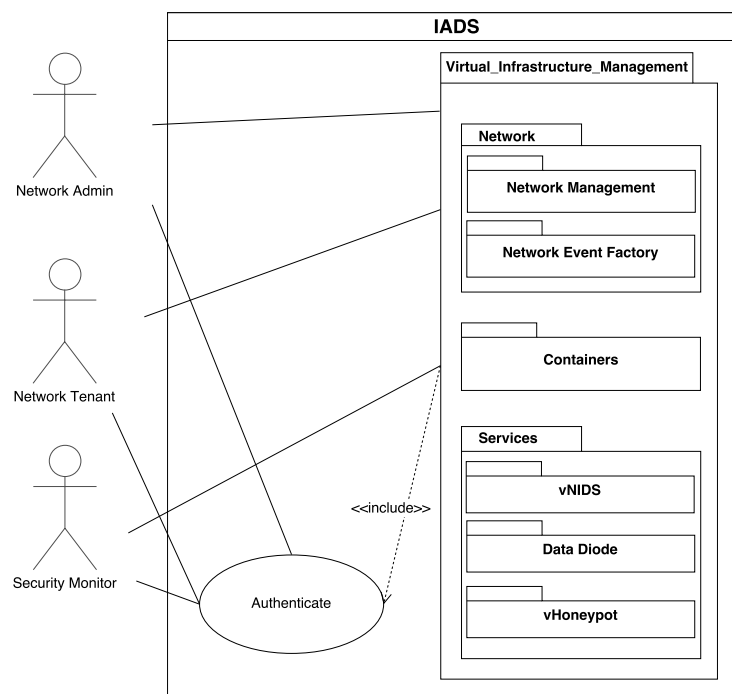 IADS
Virtual_Infrastructure_Management
Network
Network Management
Network Admin
Network Event Factory
Containers
Network Tenant
Services
vNIDS
<<include>>
Data Diode
Security Monitor
Authenticate
vHoneypot